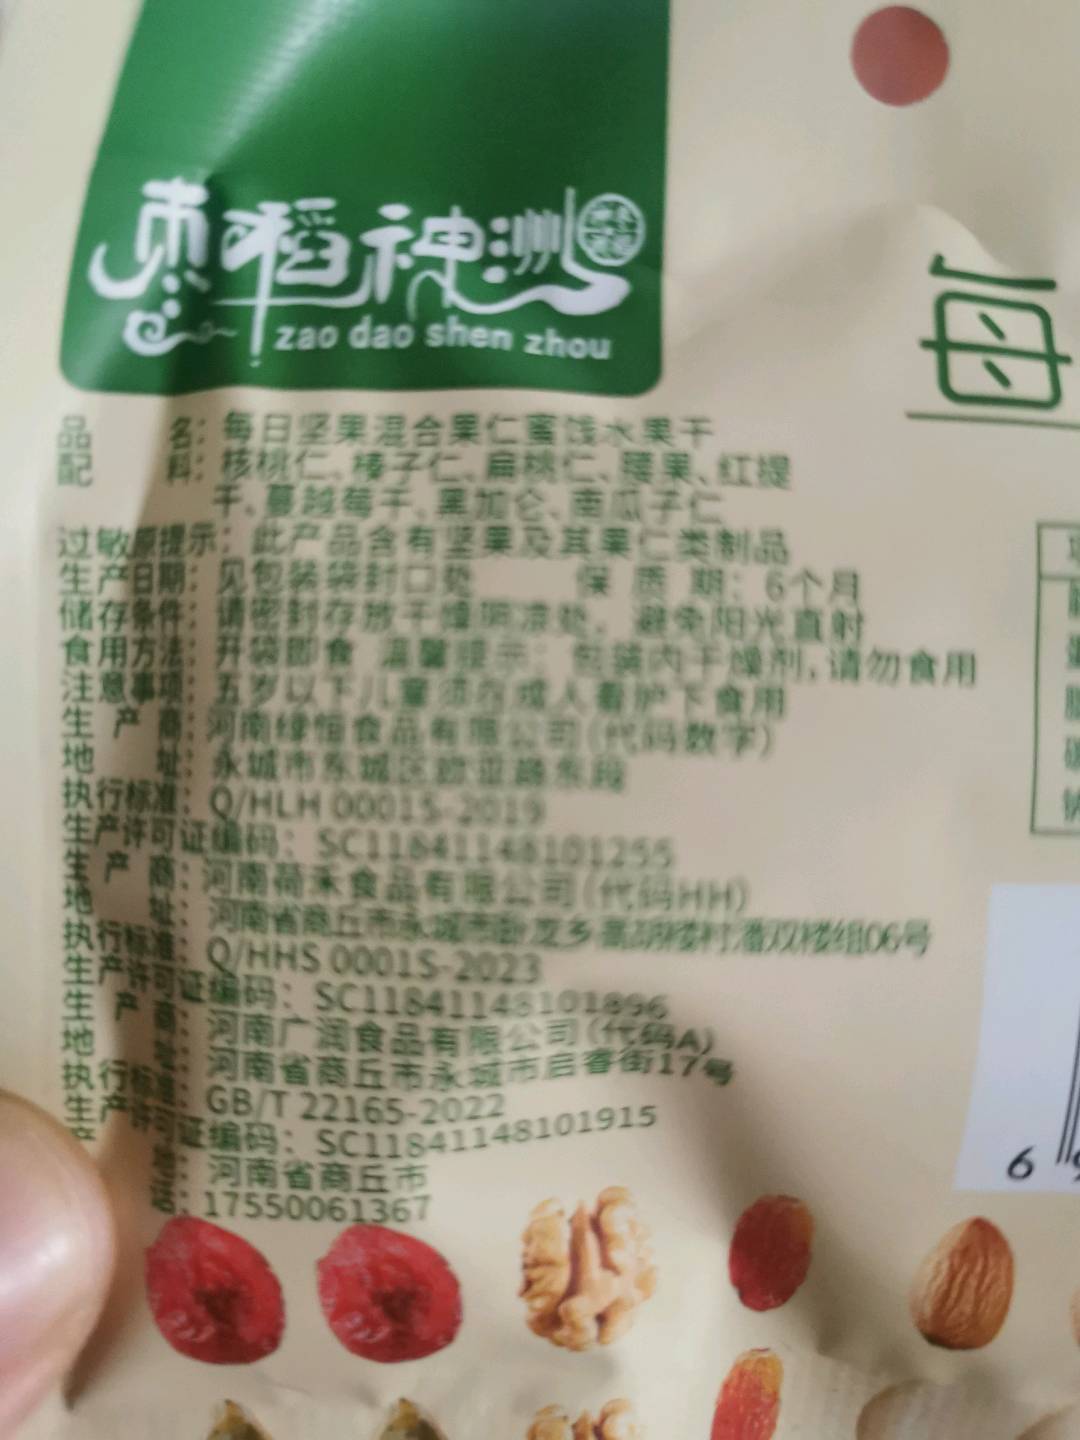 枣稻神洲
zao dao shen zhou
每
品 名：每日坚果混合果仁蜜饯水果干
配 料：核桃仁、榛子仁、扁桃仁、腰果、红提
干、蔓越莓干、黑加仑、南瓜子仁
过敏原提示：此产品含有坚果及其果仁类制品
生产日期：见包装袋封口处 保 质 期：6个月
储存条件：请密封存放干燥阴凉处，避免阳光直射
食用方法：开袋即食 温馨提示：包装内干燥剂，请勿食用
注意事项：五岁以下儿童须在成人看护下食用
生 产 商：河南绿恒食品有限公司（代码数字）
地 址：永城市东城区欧亚路东段
执行标准：Q/HLH 0001S-2019
生产许可证编码：SC11841148101255
生 产 商：河南荷禾食品有限公司（代码HH）
地 址：河南省商丘市永城市卧龙乡高胡楼村潘双楼组06号
执行标准：Q/HHS 0001S-2023
生产许可证编码：SC11841148101896
生 产 商：河南广润食品有限公司（代码A）
地 址：河南省商丘市永城市启睿街17号
执行标准：GB/T 22165-2022
生产许可证编码：SC11841148101915
产 地：河南省商丘市
17550061367
6